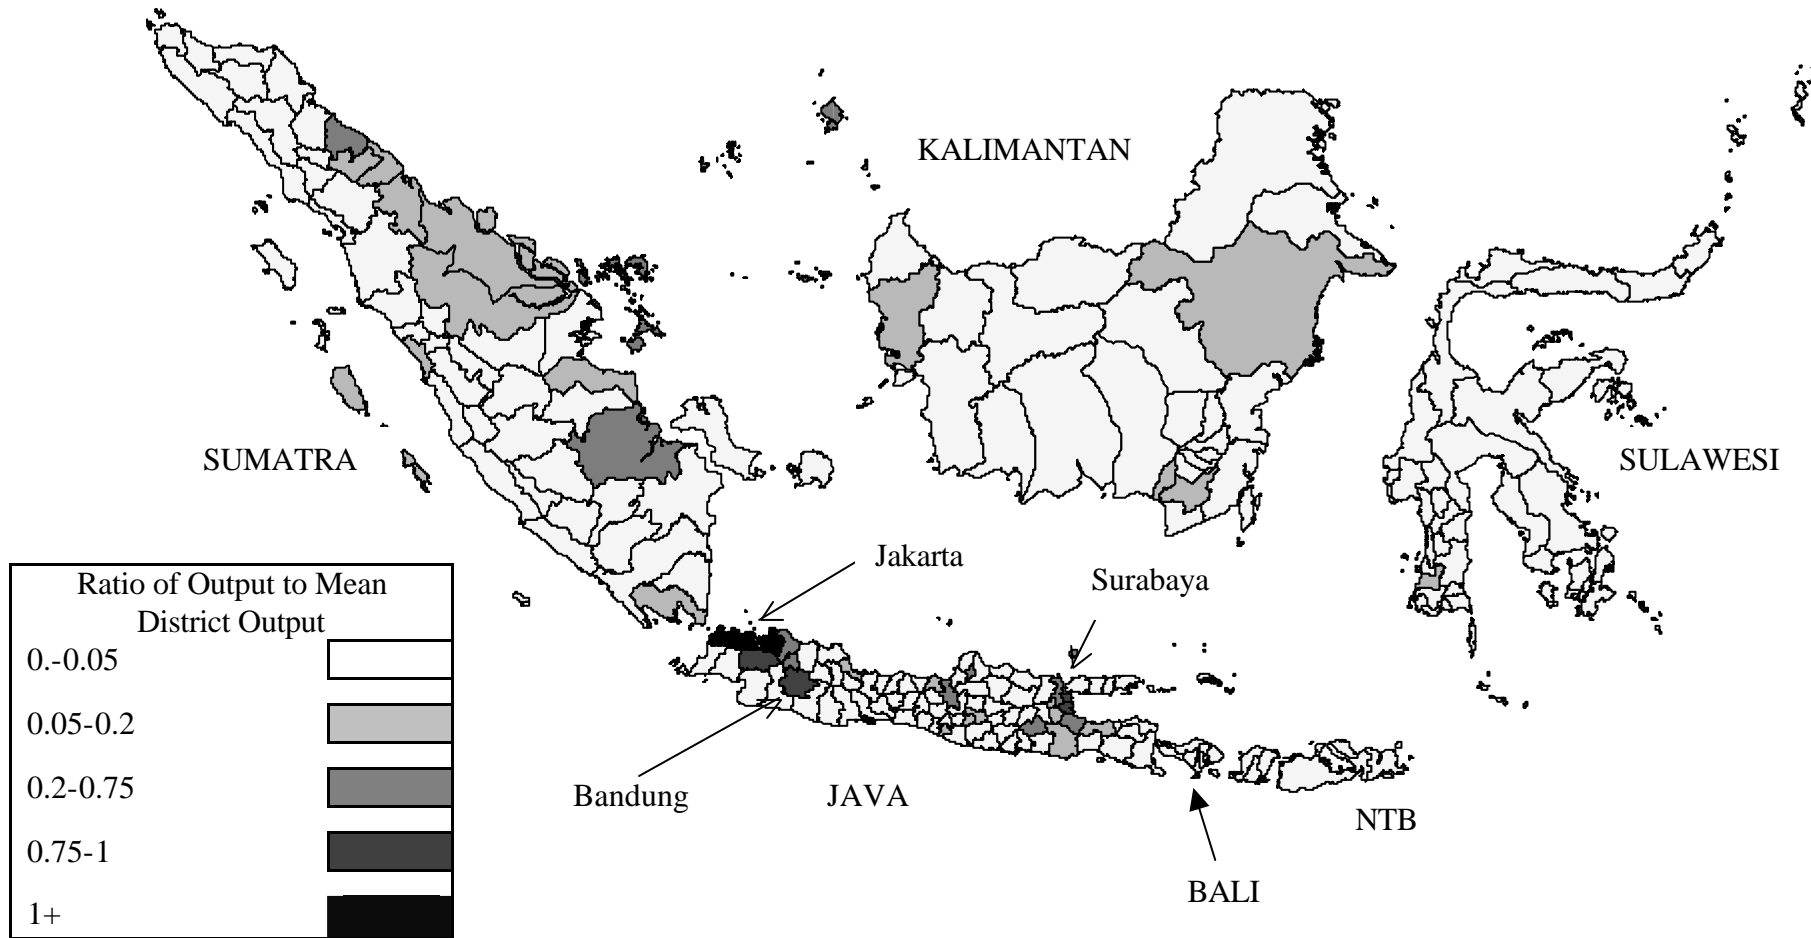 KALIMANTAN
SUMATRA
SULAWESI
Jakarta
Surabaya
Ratio of Output to Mean
District Output
0.-0.05
0.05-0.2
0.2-0.75
0.75-1
1+
Bandung
JAVA
NTB
BALI